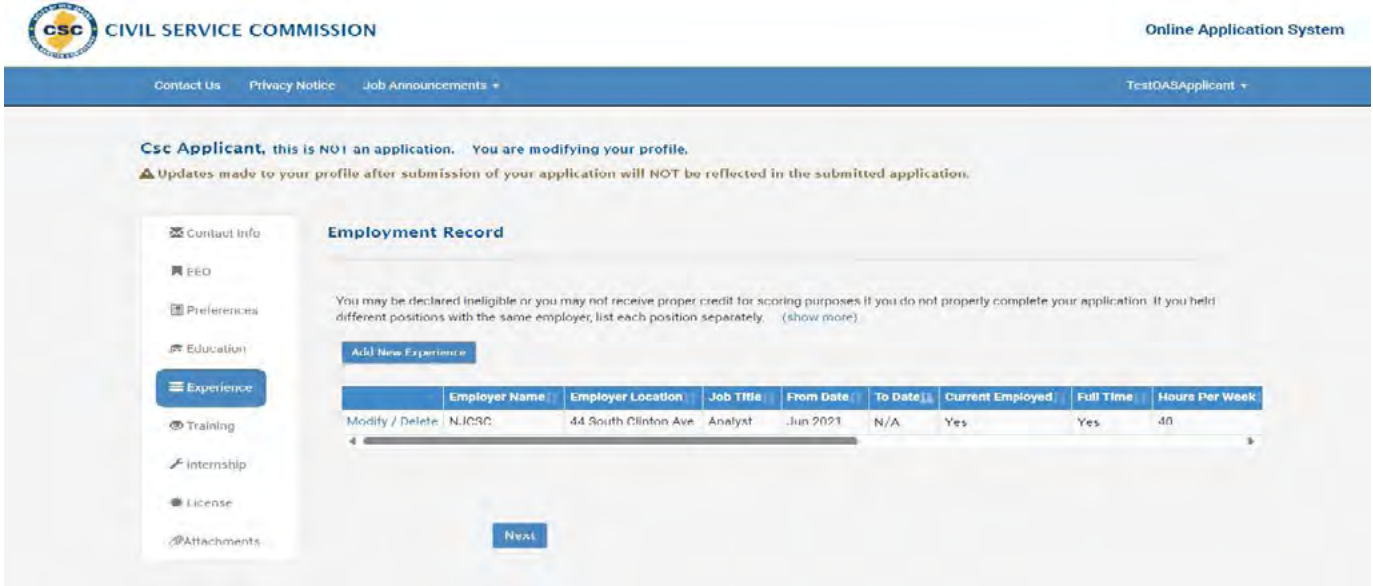 CSC CIVIL SERVICE COMMISSION
Online Application System
Contact Us Privacy Notice Job Announcements
TestOASApplicant
Csc Applicant, this is NOT an application. You are modifying your profile.
Updates made to your profile after submission of your application will NOT be reflected in the submitted application.
Contact Info
EEO
Preferences
Education
Experience
Training
Internship
License
Attachments
Employment Record
You may be declared ineligible or you may not receive proper credit for scoring purposes if you do not properly complete your application. If you held
different positions with the same employer, list each position separately. (show more)
Add New Experience
Employer Name Employer Location Job Title From Date To Date Current Employed Full Time Hours Per Week
Modify / Delete NJCSC 44 South Clinton Ave Analyst Jun 2021 N/A Yes Yes 40
Next